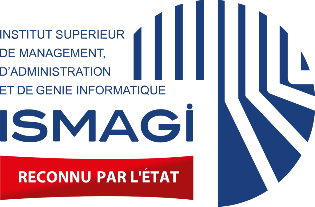 INSTITUT SUPERIEUR
DE MANAGEMENT,
D'ADMINISTRATION
ET DE GENIE INFORMATIQUE
ISMAGi
RECONNU PAR L'ÉTAT